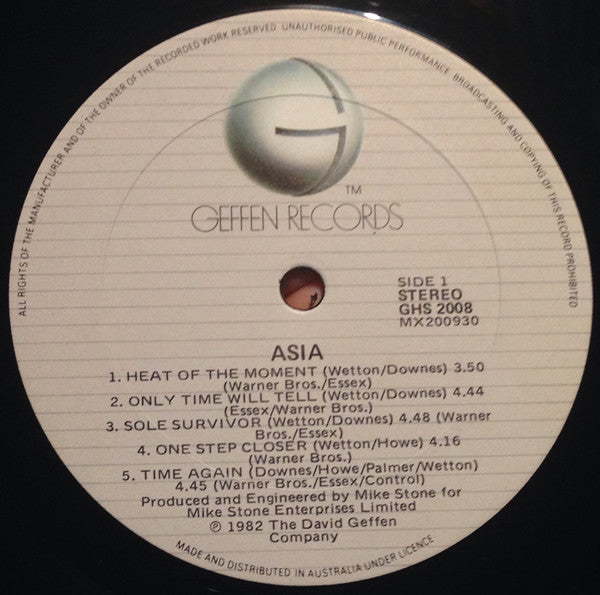 ALL RIGHTS OF THE MANUFACTURER AND OF THE OWNER OF THE RECORDED WORK RESERVED. UNAUTHORISED PUBLIC PERFORMANCE, BROADCASTING AND COPYING OF THIS RECORD PROHIBITED
G
TM
GEFFEN RECORDS
SIDE 1
STEREO
GHS 2008
MX200930
ASIA
1. HEAT OF THE MOMENT (Wetton/Downes) 3.50
(Warner Bros./Essex)
2. ONLY TIME WILL TELL (Wetton/Downes) 4.44
(Essex/Warner Bros.)
3. SOLE SURVIVOR (Wetton/Downes) 4.48 (Warner
Bros./Essex)
4. ONE STEP CLOSER (Wetton/Howe) 4.16
(Warner Bros.)
5. TIME AGAIN (Downes/Howe/Palmer/Wetton)
4.45 (Warner Bros./Essex/Control)
Produced and Engineered by Mike Stone for
Mike Stone Enterprises Limited
℗ 1982 The David Geffen
Company
MADE AND DISTRIBUTED IN AUSTRALIA UNDER LICENCE